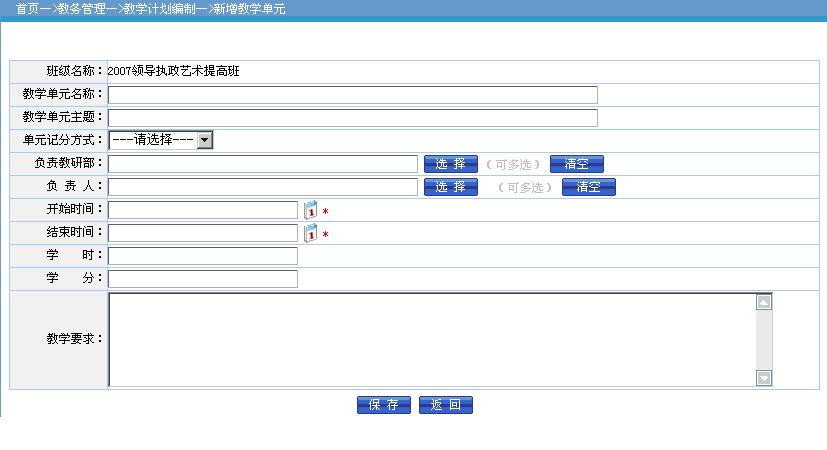 首页一>教务管理一>教学计划编制一>新增教学单元
班级名称：2007领导执政艺术提高班
教学单元名称：
教学单元主题：
单元记分方式：---请选择---
负责教研部：选 择（可多选）清空
负 责 人：选 择（可多选）清空
开始时间：1 *
结束时间：1 *
学 时：
学 分：
教学要求：
保 存 返 回